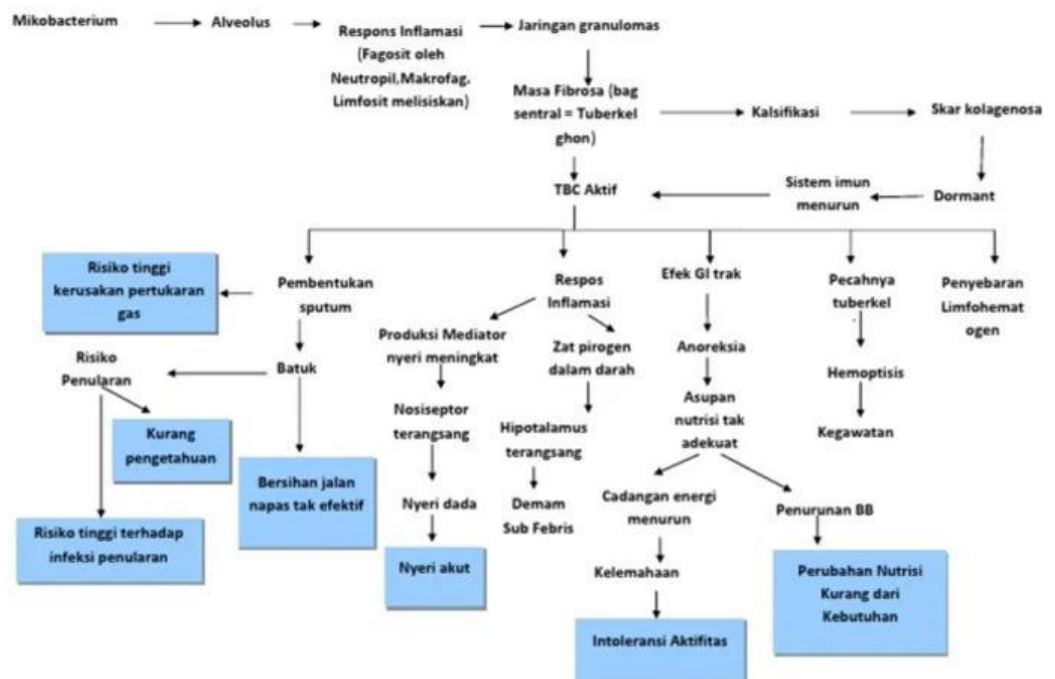 Mikobacterium
Alveolus
Respons Inflamasi
(Fagosit oleh
Neutropil,Makrofag,
Limfosit melisiskan)
Jaringan granulomas
Masa Fibrosa (bag
sentral = Tuberkel
ghon)
Kalsifikasi
Skar kolagenosa
Dormant
Sistem imun
menurun
TBC Aktif
Risiko tinggi
kerusakan pertukaran
gas
Pembentukan
sputum
Respos
Inflamasi
Efek GI trak
Pecahnya
tuberkel
Penyebaran
Limfohemat
ogen
Risiko
Penularan
Batuk
Produksi Mediator
nyeri meningkat
Zat pirogen
dalam darah
Anoreksia
Hemoptisis
Kurang
pengetahuan
Nosiseptor
terangsang
Hipotalamus
terangsang
Asupan
nutrisi tak
adekuat
Kegawatan
Bersihan jalan
napas tak efektif
Risiko tinggi terhadap
infeksi penularan
Nyeri dada
Demam
Sub Febris
Cadangan energi
menurun
Penurunan BB
Nyeri akut
Kelemahaan
Perubahan Nutrisi
Kurang dari
Kebutuhan
Intoleransi Aktifitas